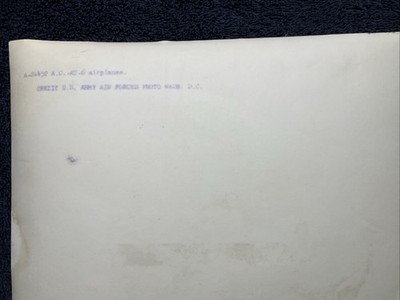 A.C. airplanes.
CREDIT U.S. ARMY AIR FORCES PHOTO WASH. D.C.